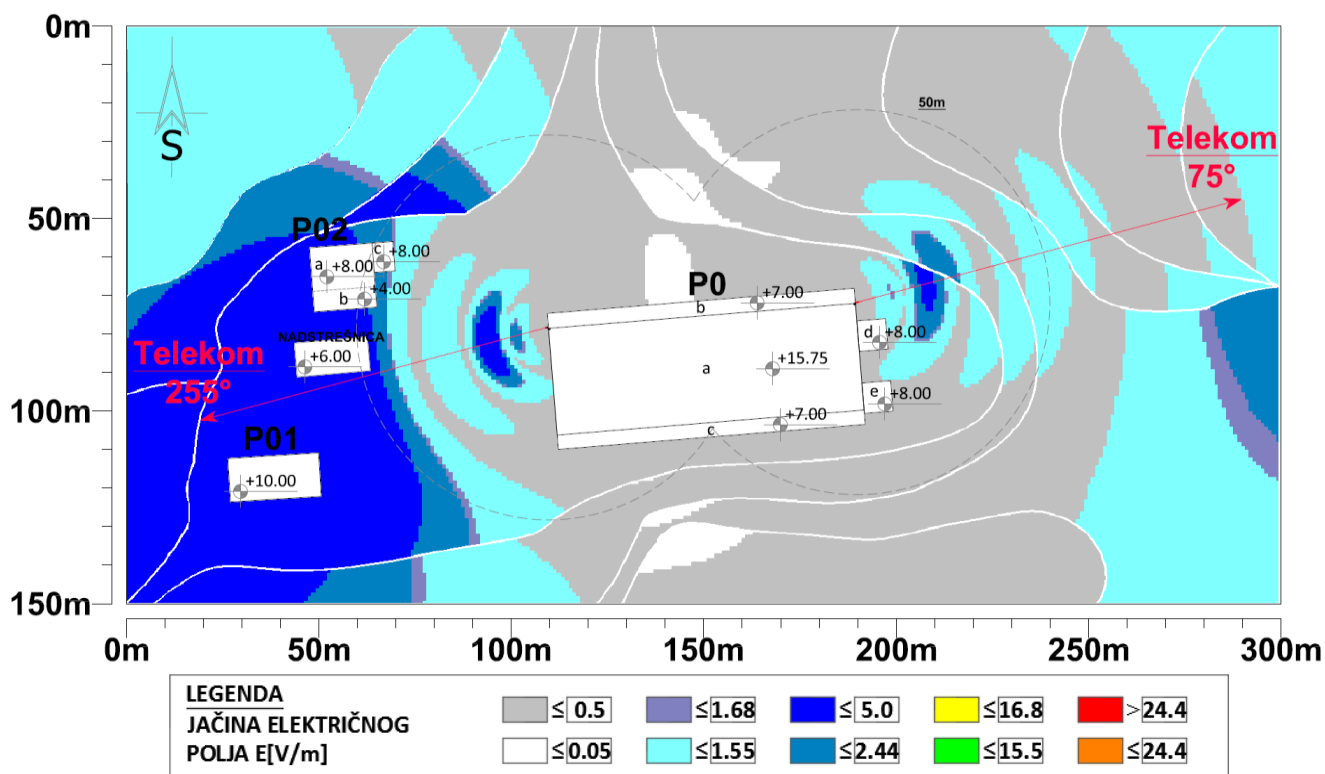 0m
50m
100m
150m
S
50m
Telekom
75°
P02
a
+8.00
c
+8.00
b
+4.00
NADSTREŠNICA
+6.00
Telekom
255°
P01
+10.00
P0
b
+7.00
a
+15.75
d
+8.00
e
+8.00
c
+7.00
0m 50m 100m 150m 200m 250m 300m
LEGENDA
JAČINA ELEKTRIČNOG
POLJA E[V/m]
≤ 0.5 ≤1.68 ≤ 5.0 ≤16.8 >24.4
≤0.05 ≤1.55 ≤2.44 ≤15.5 ≤24.4